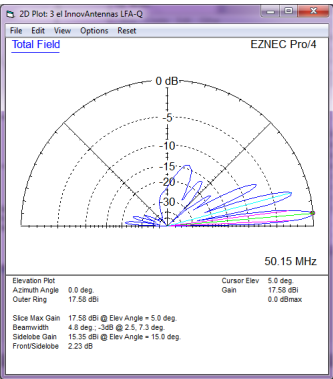 2D Plot: 3 el InnovAntennas LFA-Q
File Edit View Options Reset
Total Field
EZNEC Pro/4
0 dB
-5
-10
-15
-20
-30
50.15 MHz
Elevation Plot
Azimuth Angle 0.0 deg.
Outer Ring 17.58 dBi
Cursor Elev 5.0 deg.
Gain 17.58 dBi
0.0 dBmax
Slice Max Gain 17.58 dBi @ Elev Angle = 5.0 deg.
Beamwidth 4.8 deg.; -3dB @ 2.5, 7.3 deg.
Sidelobe Gain 15.35 dBi @ Elev Angle = 15.0 deg.
Front/Sidelobe 2.23 dB